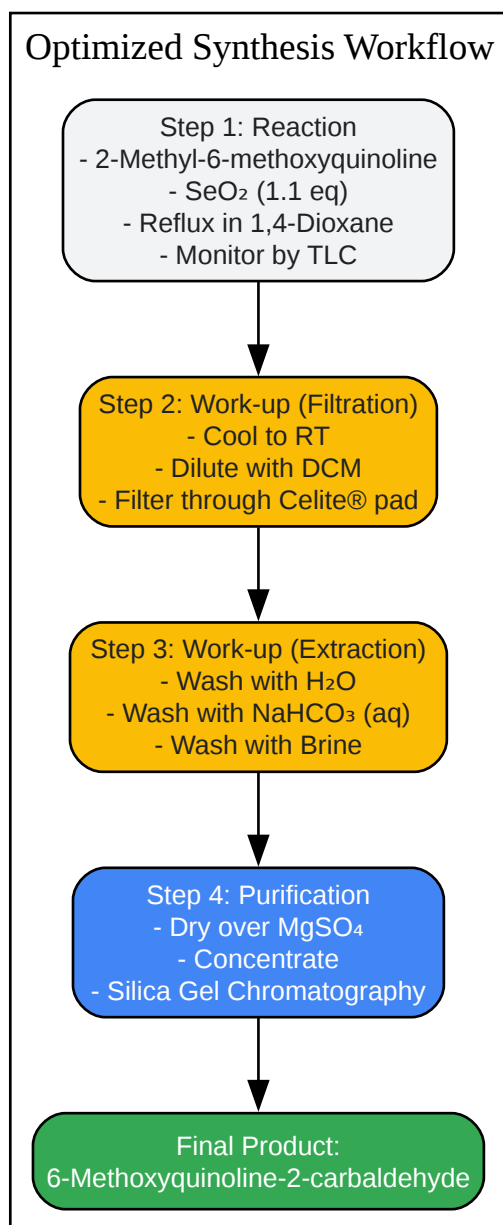 Optimized Synthesis Workflow
Step 1: Reaction
- 2-Methyl-6-methoxyquinoline
- SeO₂ (1.1 eq)
- Reflux in 1,4-Dioxane
- Monitor by TLC
Step 2: Work-up (Filtration)
- Cool to RT
- Dilute with DCM
- Filter through Celite® pad
Step 3: Work-up (Extraction)
- Wash with H₂O
- Wash with NaHCO₃ (aq)
- Wash with Brine
Step 4: Purification
- Dry over MgSO₄
- Concentrate
- Silica Gel Chromatography
Final Product:
6-Methoxyquinoline-2-carbaldehyde